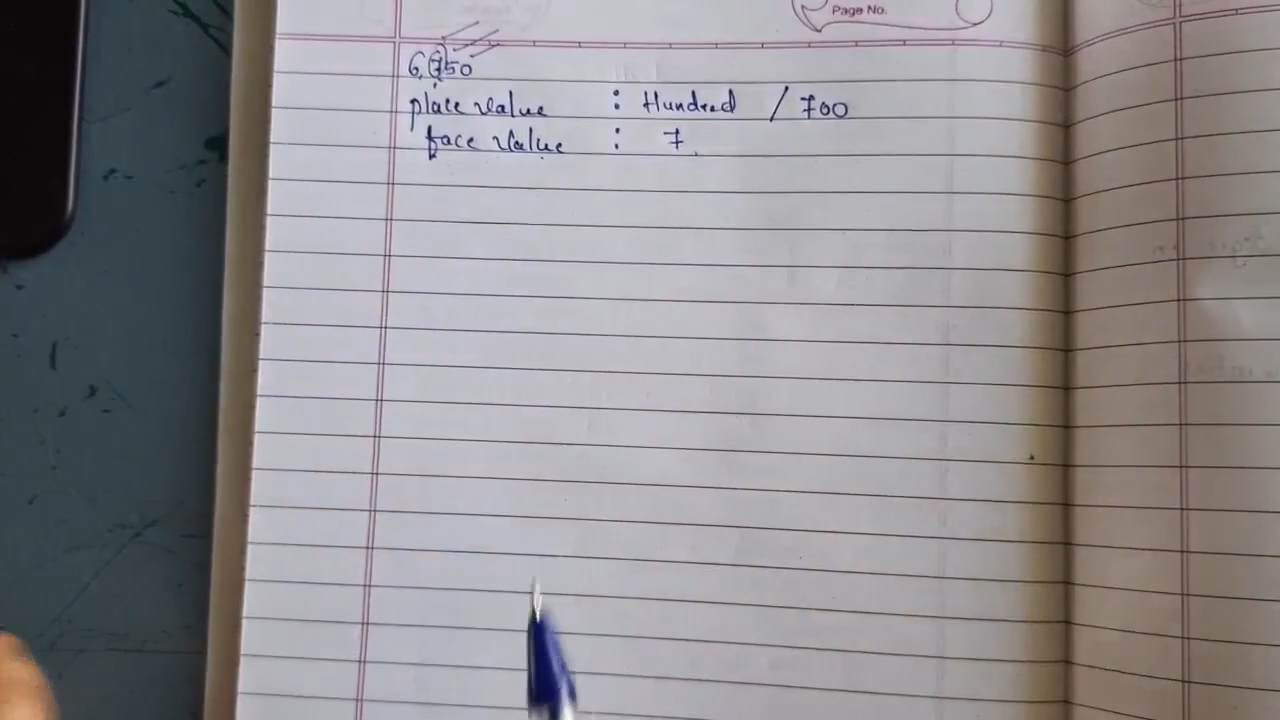 Page No.
6,750
place value : Hundred / 700
face value : 7